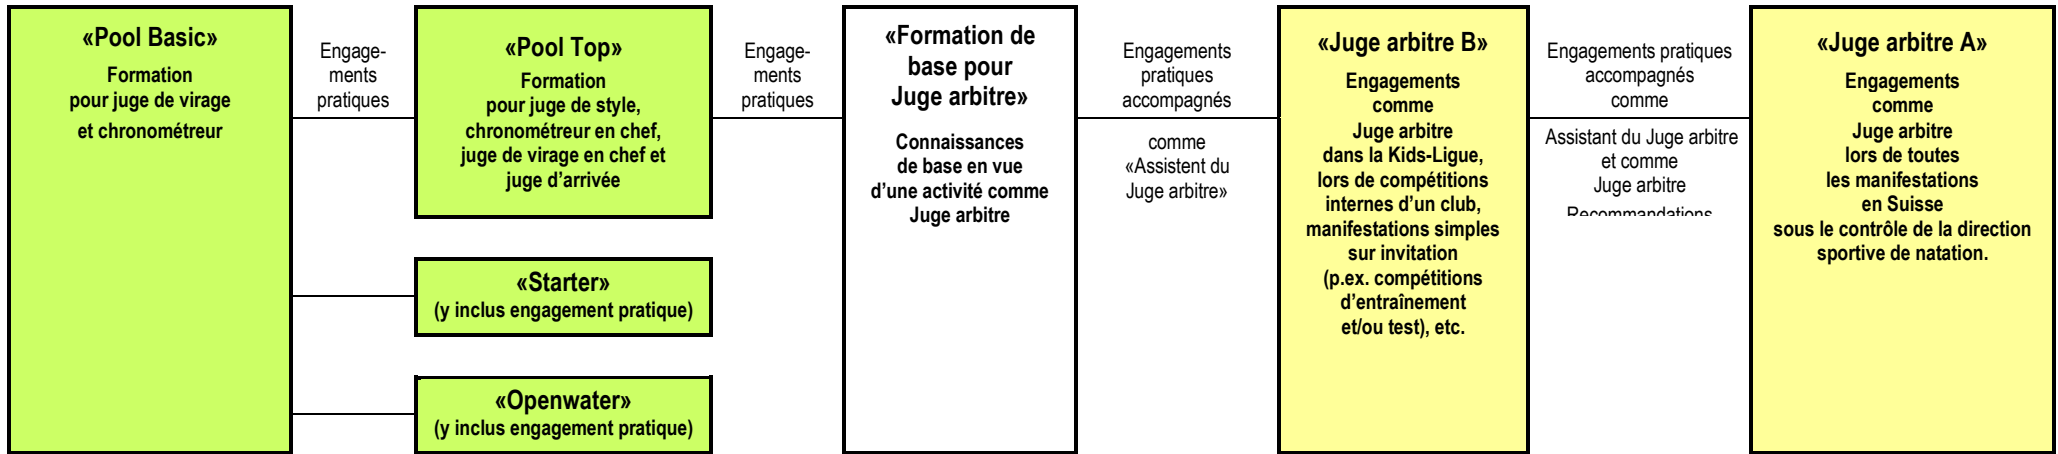 «Pool Basic»
Formation
pour juge de virage
et chronométreur
Engage-
ments
pratiques
«Pool Top»
Formation
pour juge de style,
chronométreur en chef,
juge de virage en chef et
juge d'arrivée
«Starter»
(y inclus engagement pratique)
«Openwater»
(y inclus engagement pratique)
Engage-
ments
pratiques
«Formation de
base pour
Juge arbitre»
Connaissances
de base en vue
d'une activité comme
Juge arbitre
Engagements
pratiques
accompagnés
comme
«Assistent du
Juge arbitre»
«Juge arbitre B»
Engagements
comme
Juge arbitre
dans la Kids-Ligue,
lors de compétitions
internes d'un club,
manifestations simples
sur invitation
(p.ex. compétitions
d'entraînement
et/ou test), etc.
Engagements pratiques
accompagnés
comme
Assistant du Juge arbitre
et comme
Juge arbitre
Recommandations
«Juge arbitre A»
Engagements
comme
Juge arbitre
lors de toutes
les manifestations
en Suisse
sous le contrôle de la direction
sportive de natation.